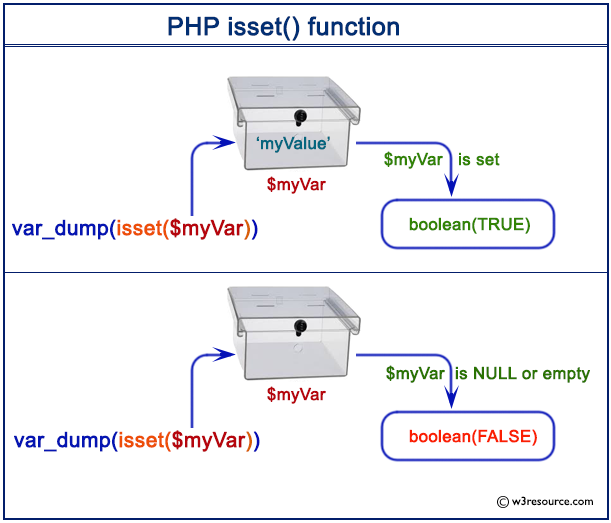 PHP isset() function
'myValue'
$myVar is set
$myVar
var_dump(isset($myVar))
boolean(TRUE)
$myVar is NULL or empty
$myVar
var_dump(isset($myVar))
boolean(FALSE)
© w3resource.com